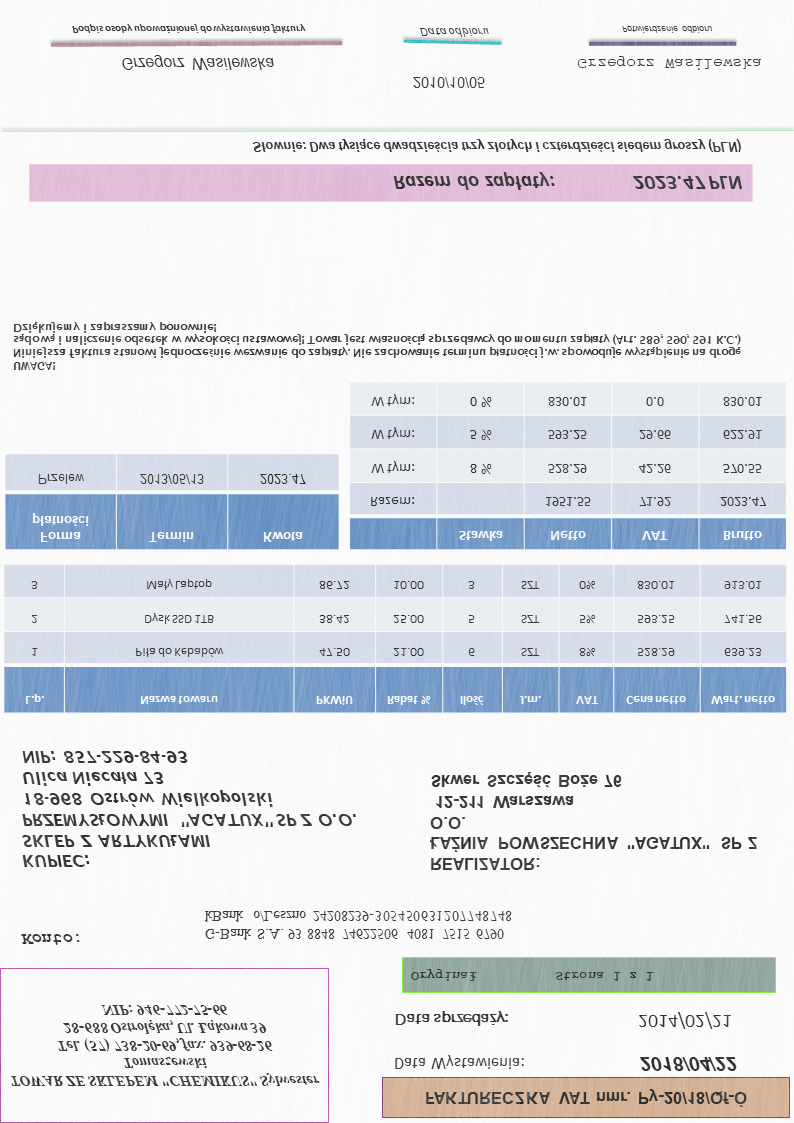 FAKTURECZKA VAT nmr. Py-20/18/Qf-Ó
Data Wystawienia: 2018/04/22
Data sprzedaży: 2014/02/21
Oryginał Strona 1 z 1
TOWAR ZE SKLEPEM "CHEMIKUS" Sylwester
Tomaszewski
Tel. (57) 738-20-69, fax. 939-68-26
28-688 Ostrołęka, Ul. Łąkowa 39
NIP: 946-772-75-66
Konto:
G-Bank S.A. 93 8848 74622506 4081 7515 6790
kBank o/Leszno 24208239-305450631207748748
KUPIEC:
SKLEP Z ARTYKUŁAMI
PRZEMYSŁOWYMI "AGATUX" SP Z O.O.
18-968 Ostrów Wielkopolski
Ulica Niecała 73
NIP: 857-229-84-93
REALIZATOR:
ŁAŹNIA POWSZECHNA "AGATUX" SP Z
O.O.
12-211 Warszawa
Skwer Szczęść Boże 76
L.p. Nazwa towaru PKWiU Rabat % Ilość J.m. VAT Cena netto Wart. netto
1 Piła do Kebabów 47.50 21.00 6 SZT 8% 528.29 639.23
2 Dysk SSD 1TB 38.42 25.00 5 SZT 5% 593.25 741.56
3 Mały Laptop 86.72 10.00 3 SZT 0% 830.01 913.01
Forma płatności Termin Kwota
Przelew 2013/05/13 2023.47
Stawka Netto VAT Brutto
Razem: 1951.55 71.92 2023.47
W tym: 8 % 528.29 42.26 570.55
W tym: 5 % 593.25 29.66 622.91
W tym: 0 % 830.01 0.0 830.01
UWAGA!
Niniejsza faktura stanowi jednocześnie wezwanie do zapłaty. Nie zachowanie terminu płatności j.w. spowoduje wystąpienie na drogę
sądową i naliczenie odsetek w wysokości ustawowej! Towar jest własnością sprzedawcy do momentu zapłaty (Art. 589, 590, 591 K.C.)
Dziękujemy i zapraszamy ponownie!
Razem do zapłaty: 2023.47 PLN
Słownie: Dwa tysiące dwadzieścia trzy złotych i czterdzieści siedem groszy (PLN)
2010/10/05
Grzegorz Wasilewska Grzegorz Wasilewska
Podpis osoby upoważnionej do wystawienia faktury Data odbioru Potwierdzenie odbioru